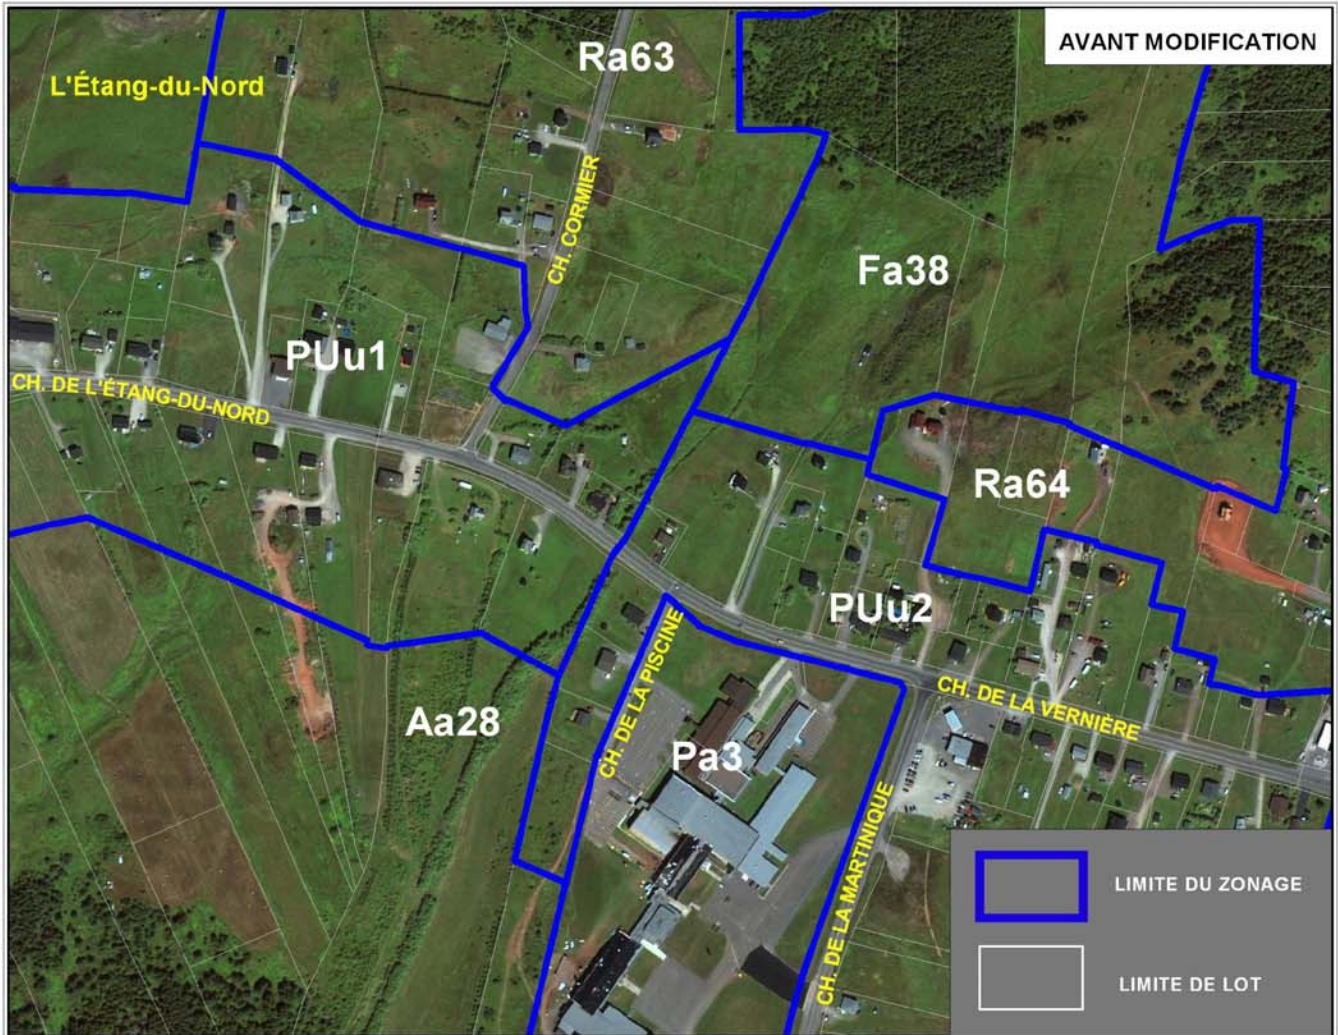 AVANT MODIFICATION
Ra63
L'Étang-du-Nord
CH. CORMIER
Fa38
PUu1
CH. DE L'ÉTANG-DU-NORD
Ra64
PUu2
CH. DE LA PISCINE
CH. DE LA VERNIÈRE
Aa28
Pa3
CH. DE LA MARTINIQUE
LIMITE DU ZONAGE
LIMITE DE LOT